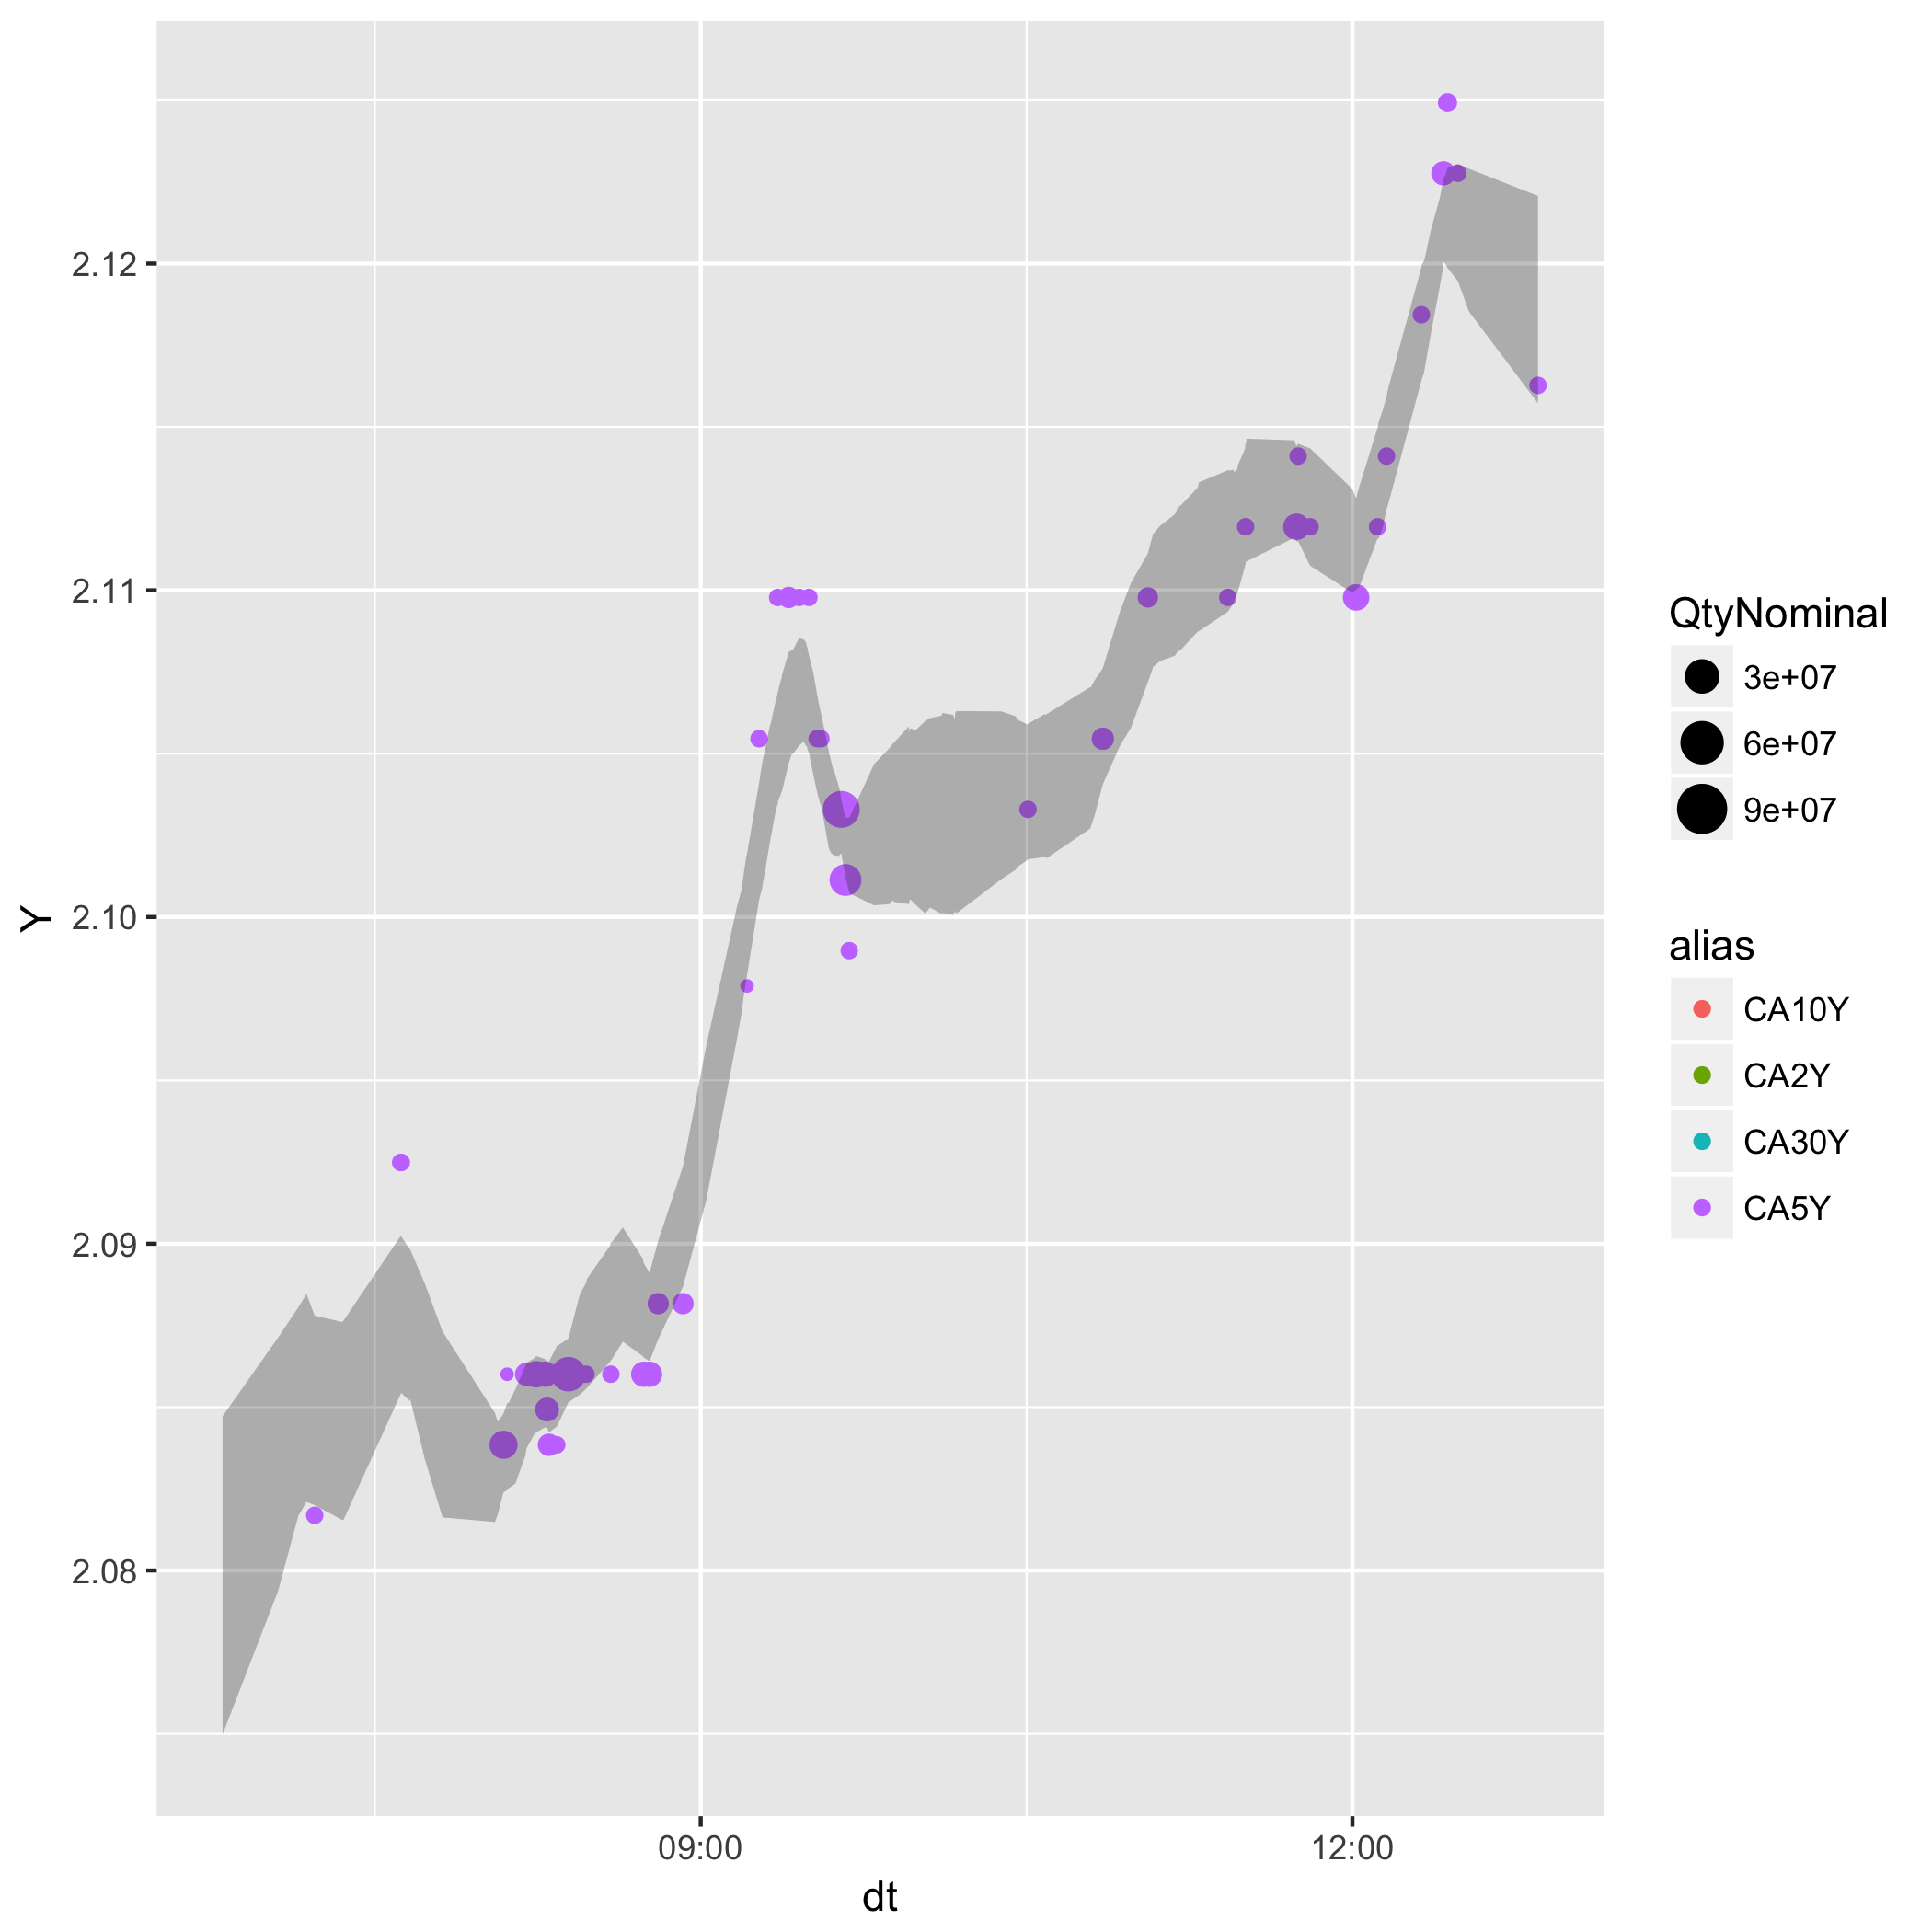 Y
2.12
2.11
2.10
2.09
2.08
09:00
12:00
dt
QtyNominal
3e+07
6e+07
9e+07
alias
CA10Y
CA2Y
CA30Y
CA5Y